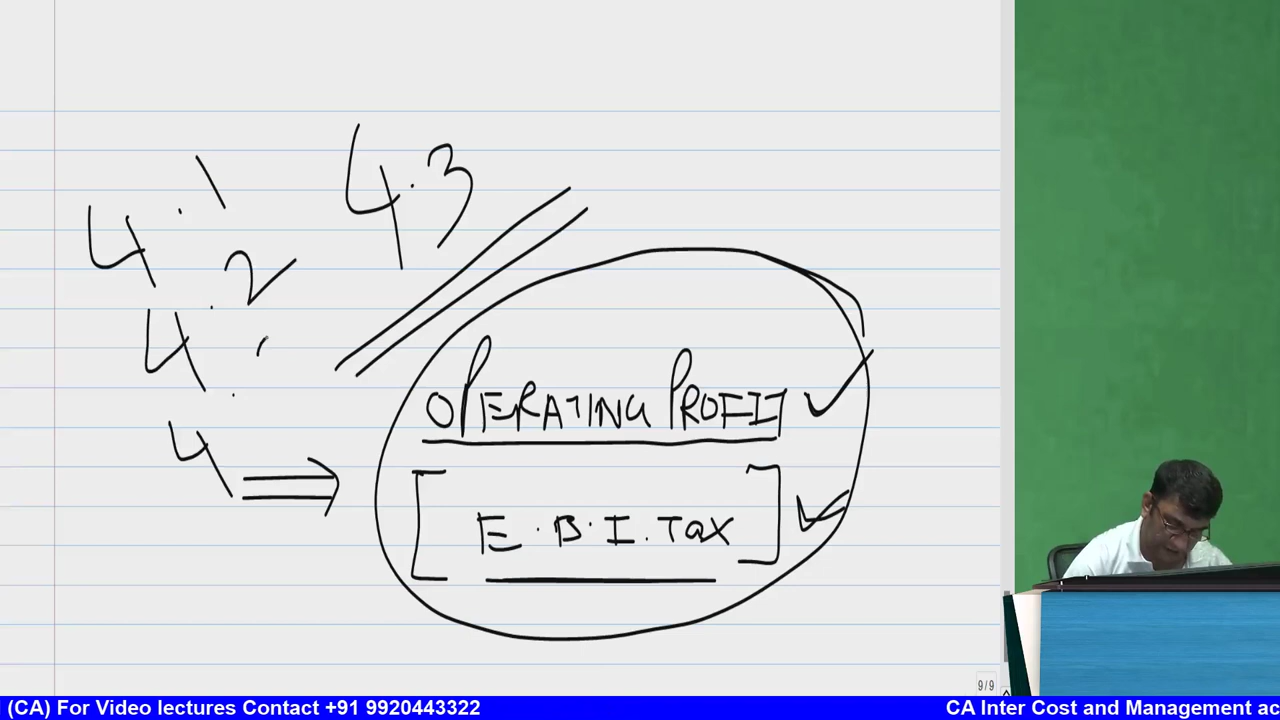 4.1
4.3
4.2
4
OPERATING PROFIT
[E.B.I.Tax]
9/9
(CA) For Video lectures Contact +91 9920443322
CA Inter Cost and Management ac